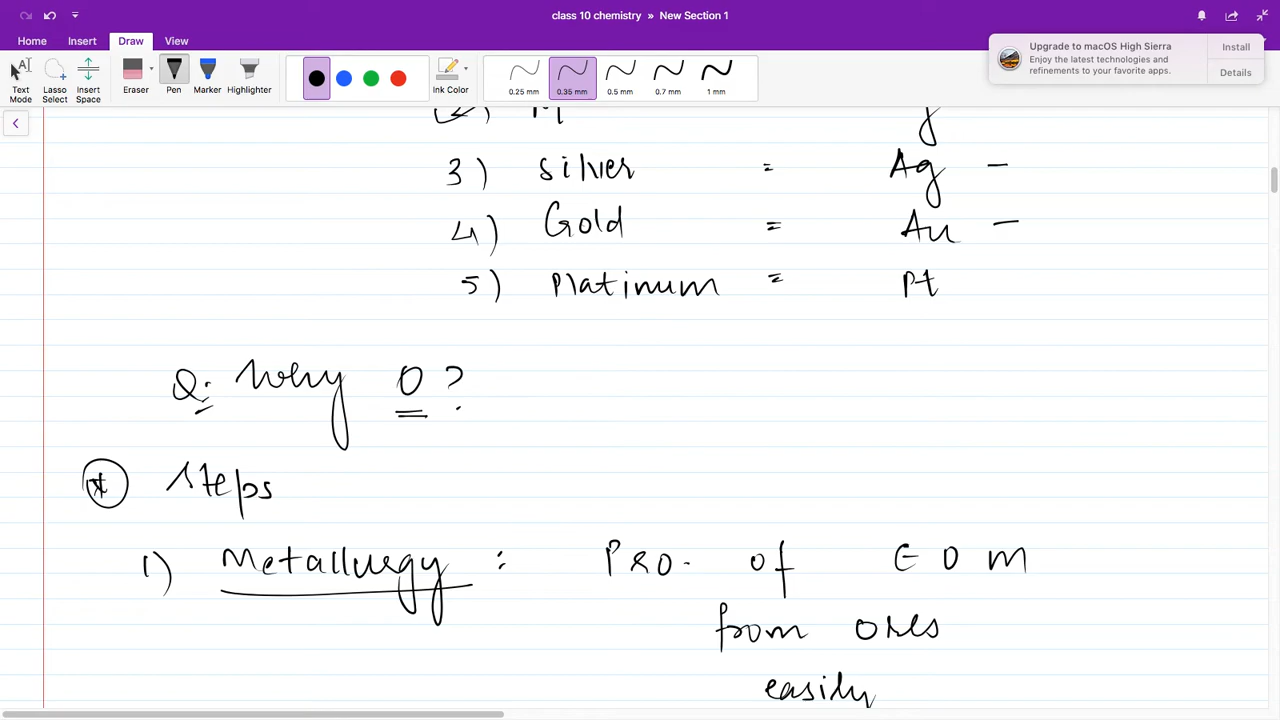 class 10 chemistry » New Section 1
Home Insert Draw View
Upgrade to macOS High Sierra
Enjoy the latest technologies and
refinements to your favorite apps.
Install
Details
Text Mode
Lasso Select
Insert Space
Eraser
Pen
Marker
Highlighter
Ink Color
0.25 mm 0.35 mm 0.5 mm 0.7 mm 1 mm
3) Silver = Ag –
4) Gold = Au –
5) Platinum = Pt
Q: Why O ?
* Steps
1) Metallurgy : Pro. of E O M
from ores
easily